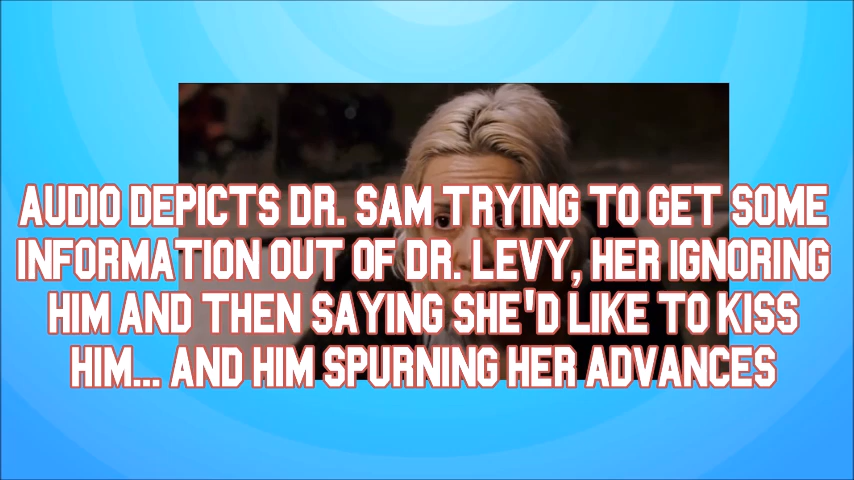 AUDIO DEPICTS DR. SAM TRYING TO GET SOME
INFORMATION OUT OF DR. LEVY, HER IGNORING
HIM AND THEN SAYING SHE'D LIKE TO KISS
HIM... AND HIM SPURNING HER ADVANCES